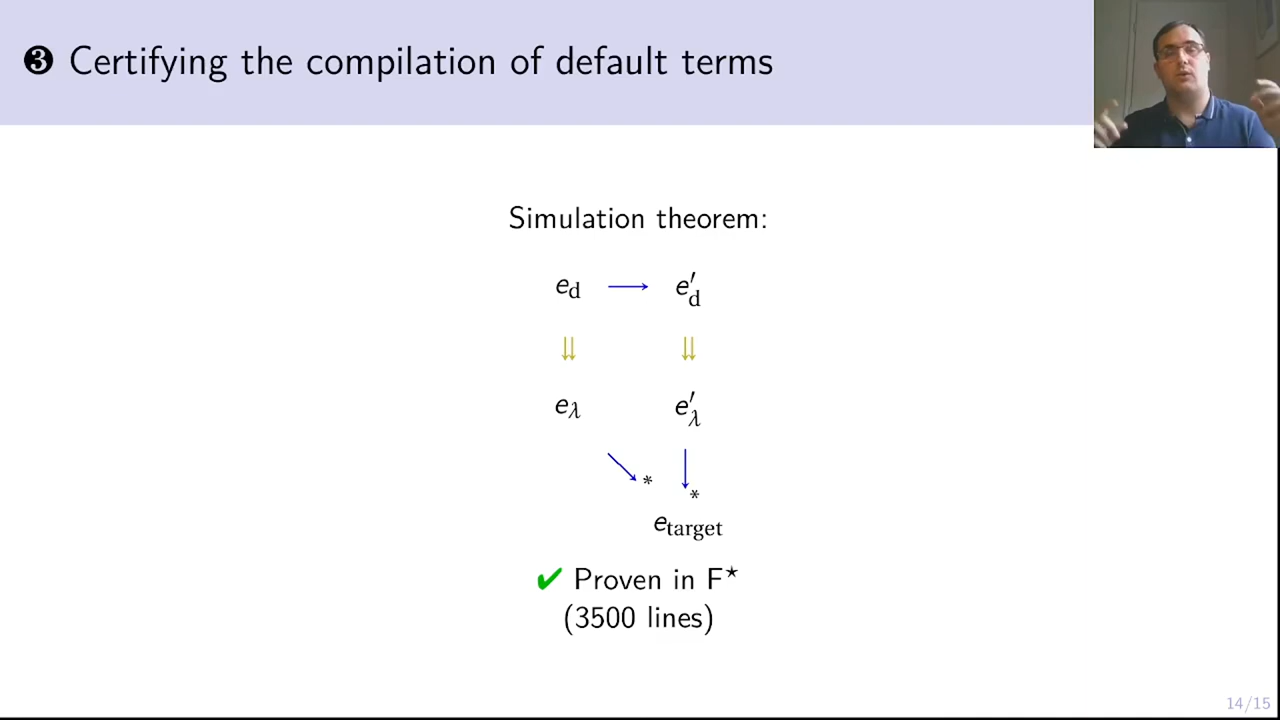 ❸ Certifying the compilation of default terms
Simulation theorem:
e_d ⟶ e′_d
⇊ ⇊
e_λ e′_λ
↘* ↓*
e_target
✔ Proven in F⋆
(3500 lines)
14/15